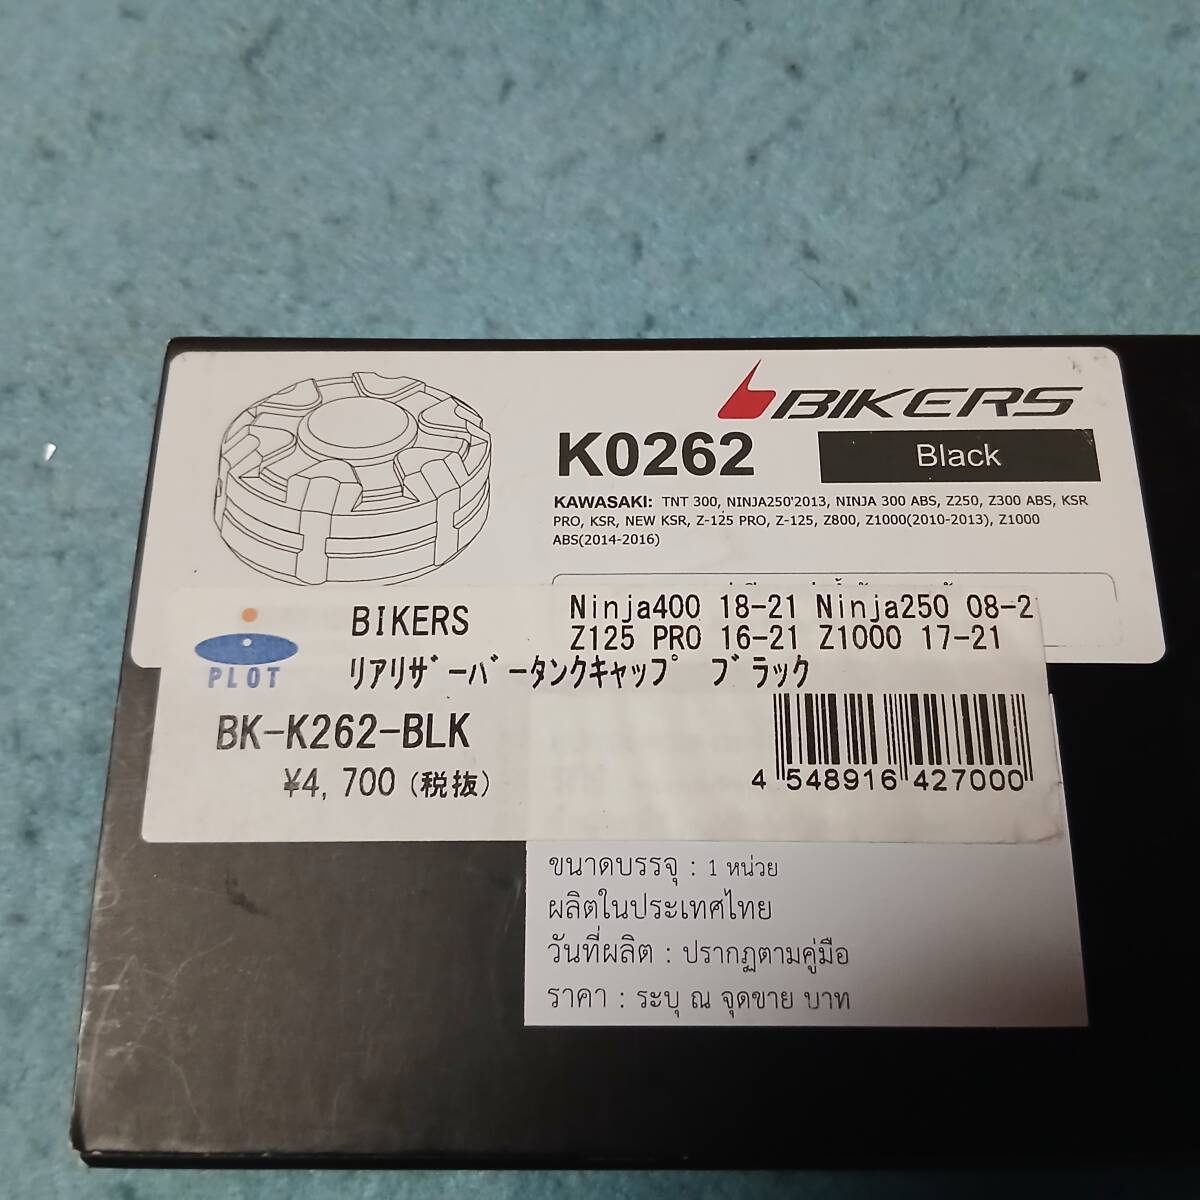 BIKERS
K0262
Black
KAWASAKI: TNT 300, NINJA250'2013, NINJA 300 ABS, Z250, Z300 ABS, KSR
PRO, KSR, NEW KSR, Z-125 PRO, Z-125, Z800, Z1000(2010-2013), Z1000
ABS(2014-2016)
PLOT
BIKERS
Ninja400 18-21 Ninja250 08-2
Z125 PRO 16-21 Z1000 17-21
ﾘｱﾘｻﾞｰﾊﾞｰﾀﾝｸｷｬｯﾌﾟ ﾌﾞﾗｯｸ
BK-K262-BLK
¥4,700(税抜)
4 548916 427000
ขนาดบรรจุ : 1 หน่วย
ผลิตในประเทศไทย
วันที่ผลิต : ปรากฏตามคู่มือ
ราคา : ระบุ ณ จุดขาย บาท